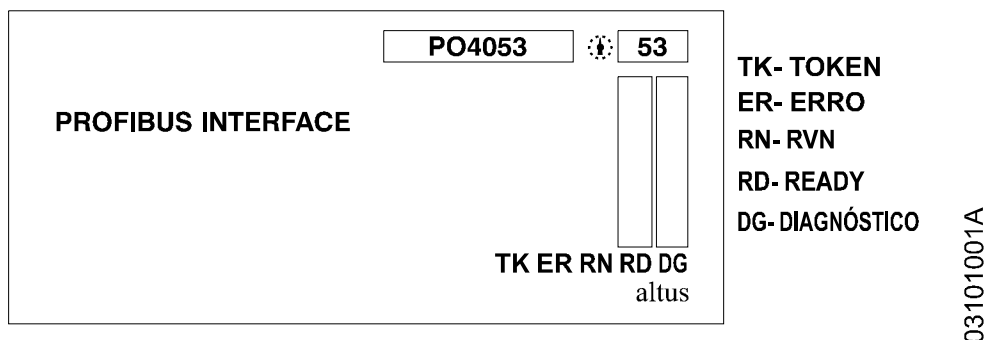 PO4053 53
PROFIBUS INTERFACE
TK ER RN RD DG
altus
TK- TOKEN
ER- ERRO
RN- RVN
RD- READY
DG- DIAGNÓSTICO
03101001A